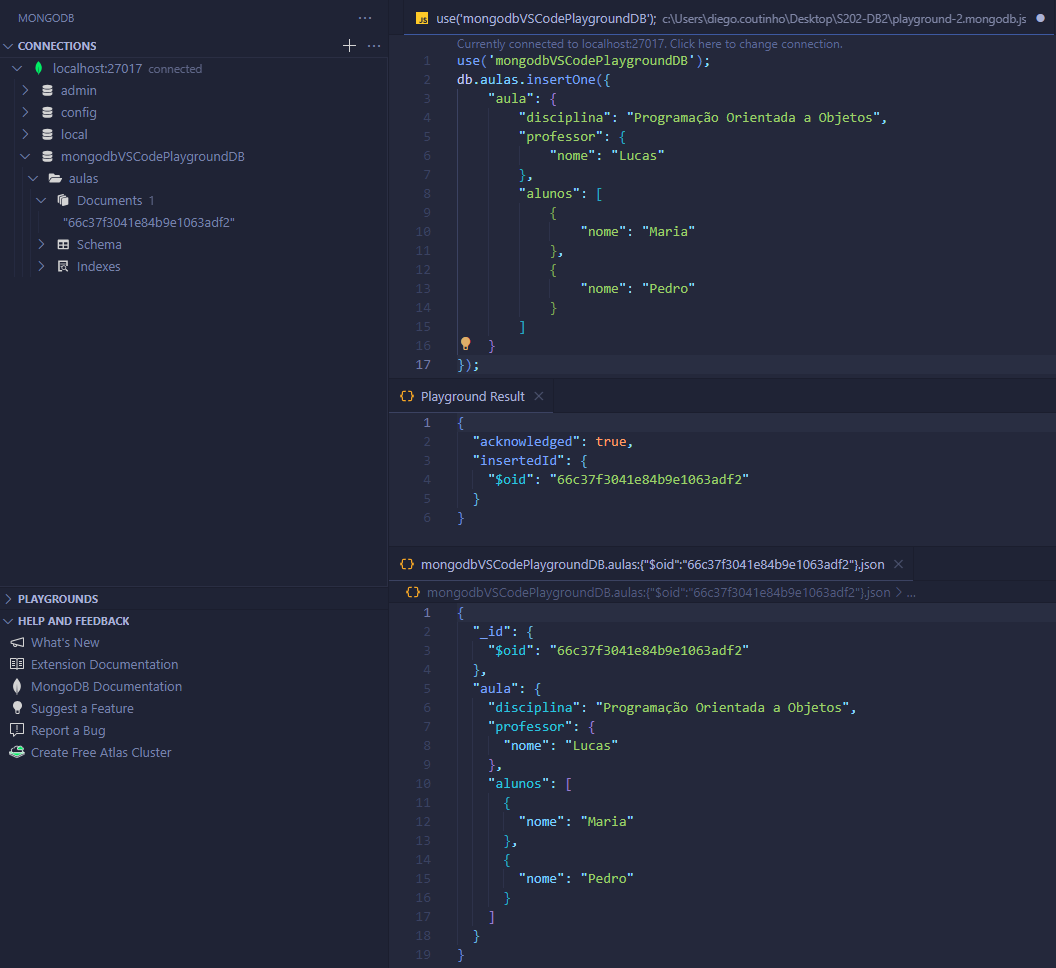 MONGODB
CONNECTIONS
localhost:27017 connected
admin
config
local
mongodbVSCodePlaygroundDB
aulas
Documents 1
"66c37f3041e84b9e1063adf2"
Schema
Indexes
PLAYGROUNDS
HELP AND FEEDBACK
What's New
Extension Documentation
MongoDB Documentation
Suggest a Feature
Report a Bug
Create Free Atlas Cluster
JS use('mongodbVSCodePlaygroundDB'); c:\Users\diego.coutinho\Desktop\S202-DB2\playground-2.mongodb.js
Currently connected to localhost:27017. Click here to change connection.
1 use('mongodbVSCodePlaygroundDB');
2 db.aulas.insertOne({
3 "aula": {
4 "disciplina": "Programação Orientada a Objetos",
5 "professor": {
6 "nome": "Lucas"
7 },
8 "alunos": [
9 {
10 "nome": "Maria"
11 },
12 {
13 "nome": "Pedro"
14 }
15 ]
16 }
17 });
{} Playground Result
1 {
2 "acknowledged": true,
3 "insertedId": {
4 "$oid": "66c37f3041e84b9e1063adf2"
5 }
6 }
{} mongodbVSCodePlaygroundDB.aulas:{"$oid":"66c37f3041e84b9e1063adf2"}.json
{} mongodbVSCodePlaygroundDB.aulas:{"$oid":"66c37f3041e84b9e1063adf2"}.json > ...
1 {
2 "_id": {
3 "$oid": "66c37f3041e84b9e1063adf2"
4 },
5 "aula": {
6 "disciplina": "Programação Orientada a Objetos",
7 "professor": {
8 "nome": "Lucas"
9 },
10 "alunos": [
11 {
12 "nome": "Maria"
13 },
14 {
15 "nome": "Pedro"
16 }
17 ]
18 }
19 }